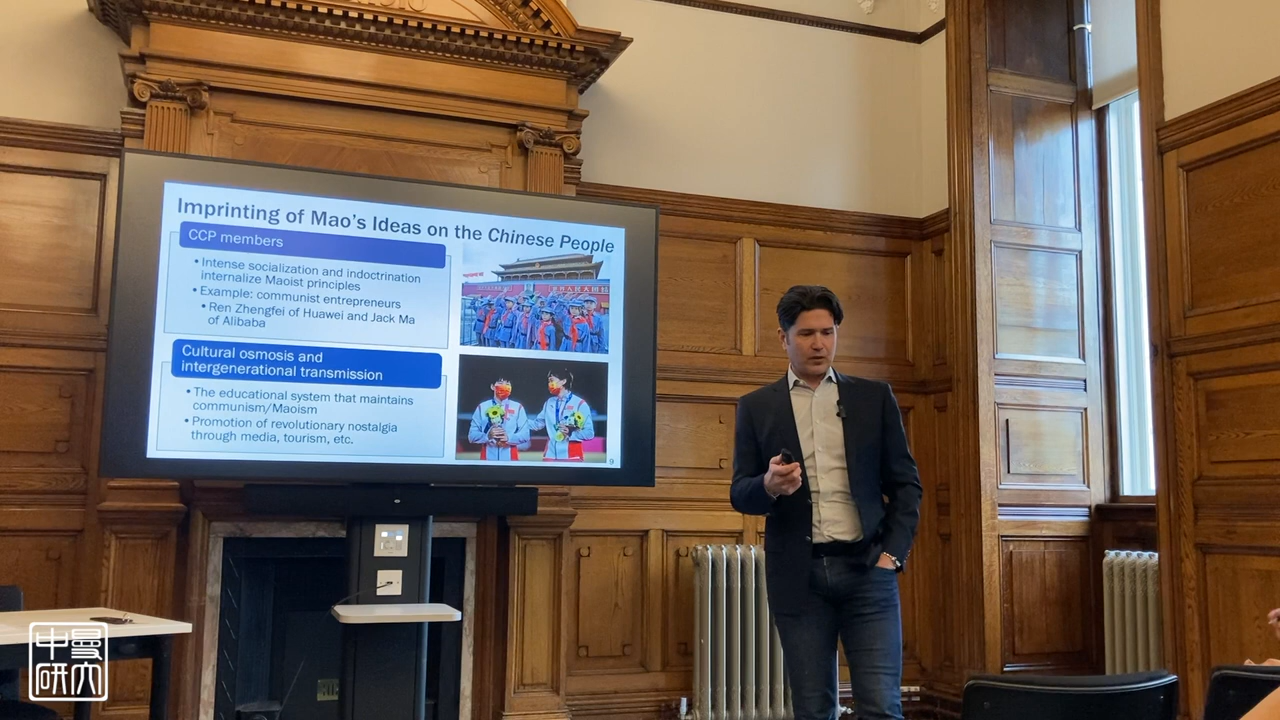 Imprinting of Mao's Ideas on the Chinese People
CCP members
• Intense socialization and indoctrination
internalize Maoist principles
• Example: communist entrepreneurs
• Ren Zhengfei of Huawei and Jack Ma
of Alibaba
Cultural osmosis and
intergenerational transmission
• The educational system that maintains
communism/Maoism
• Promotion of revolutionary nostalgia
through media, tourism, etc.
9
中曼
研究